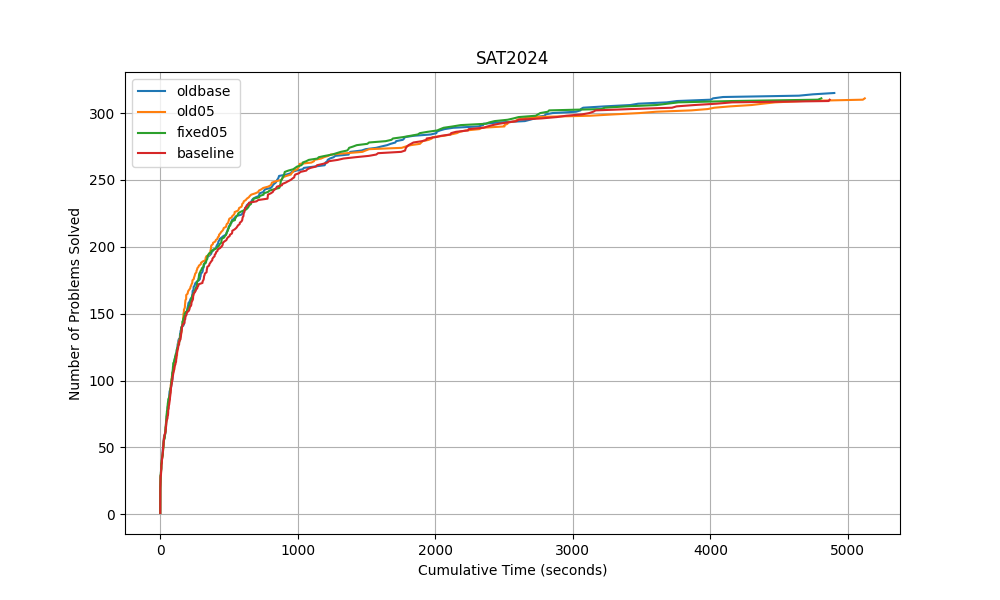 SAT2024
oldbase
old05
fixed05
baseline
Number of Problems Solved
300
250
200
150
100
50
0
0 1000 2000 3000 4000 5000
Cumulative Time (seconds)